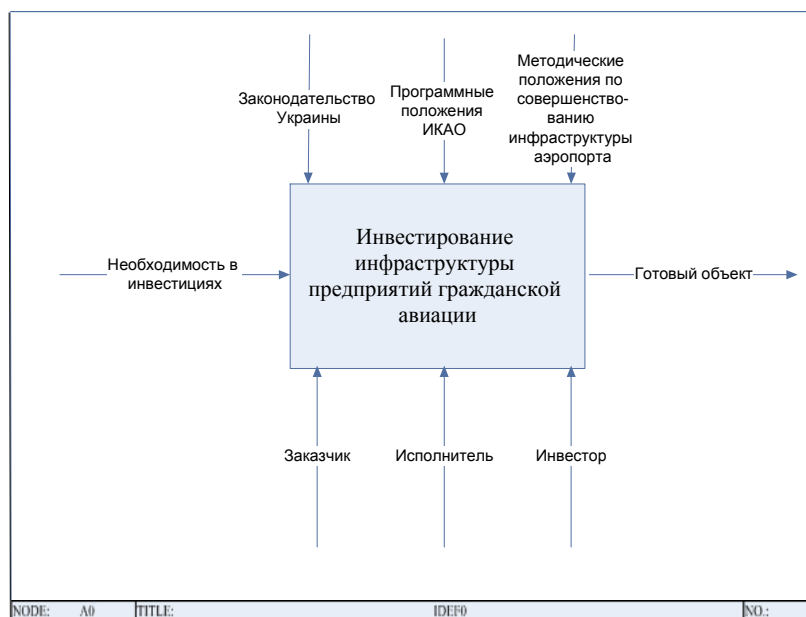 Законодательство
Украины
Программные
положения
ИКАО
Методические
положения по
совершенство-
ванию
инфраструктуры
аэропорта
Необходимость в
инвестициях
Инвестирование
инфраструктуры
предприятий гражданской
авиации
Готовый объект
Заказчик
Исполнитель
Инвестор
NODE: A0
TITLE: IDEF0
NO.: